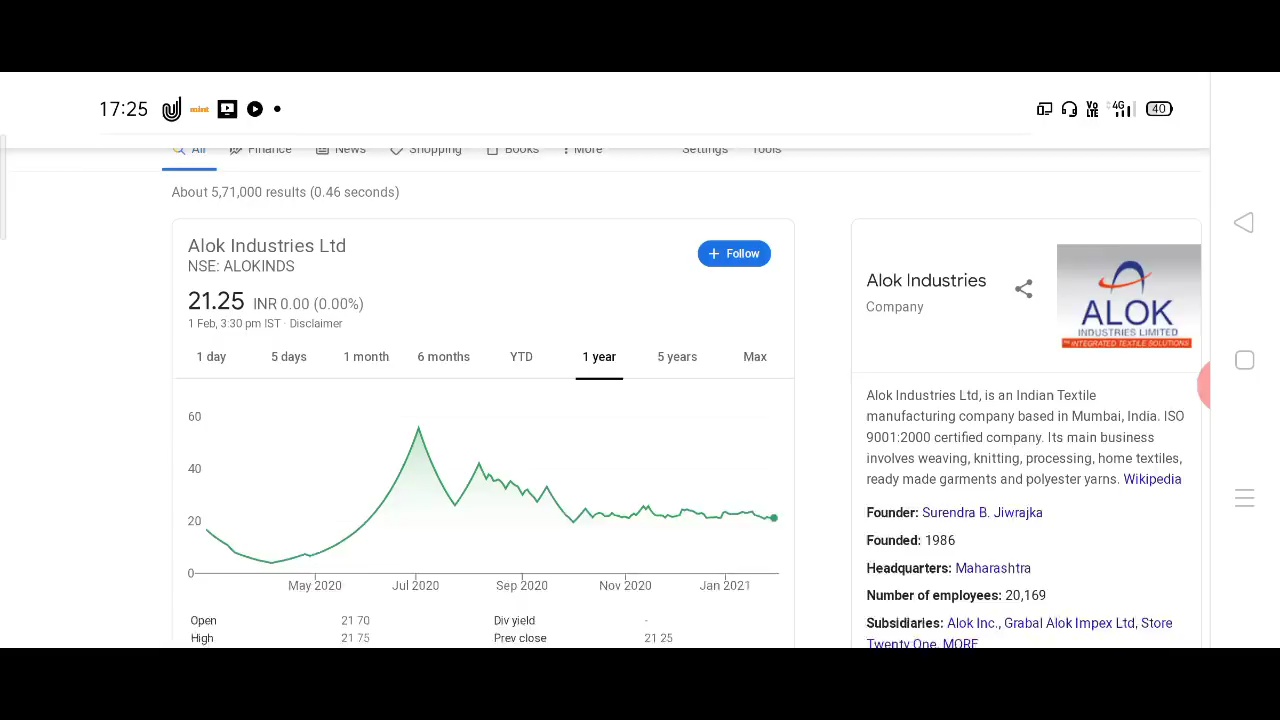 17:25 mint VoLTE 4G 40
All Finance News Shopping Books More Settings Tools
About 5,71,000 results (0.46 seconds)
Alok Industries Ltd
NSE: ALOKINDS
+ Follow
21.25 INR 0.00 (0.00%)
1 Feb, 3:30 pm IST · Disclaimer
1 day 5 days 1 month 6 months YTD 1 year 5 years Max
60
40
20
0
May 2020 Jul 2020 Sep 2020 Nov 2020 Jan 2021
Open 21.70 Div yield -
High 21.75 Prev close 21.25
Alok Industries
Company
ALOK
INDUSTRIES LIMITED
INTEGRATED TEXTILE SOLUTIONS
Alok Industries Ltd, is an Indian Textile
manufacturing company based in Mumbai, India. ISO
9001:2000 certified company. Its main business
involves weaving, knitting, processing, home textiles,
ready made garments and polyester yarns. Wikipedia
Founder: Surendra B. Jiwrajka
Founded: 1986
Headquarters: Maharashtra
Number of employees: 20,169
Subsidiaries: Alok Inc., Grabal Alok Impex Ltd, Store
Twenty One, MORE